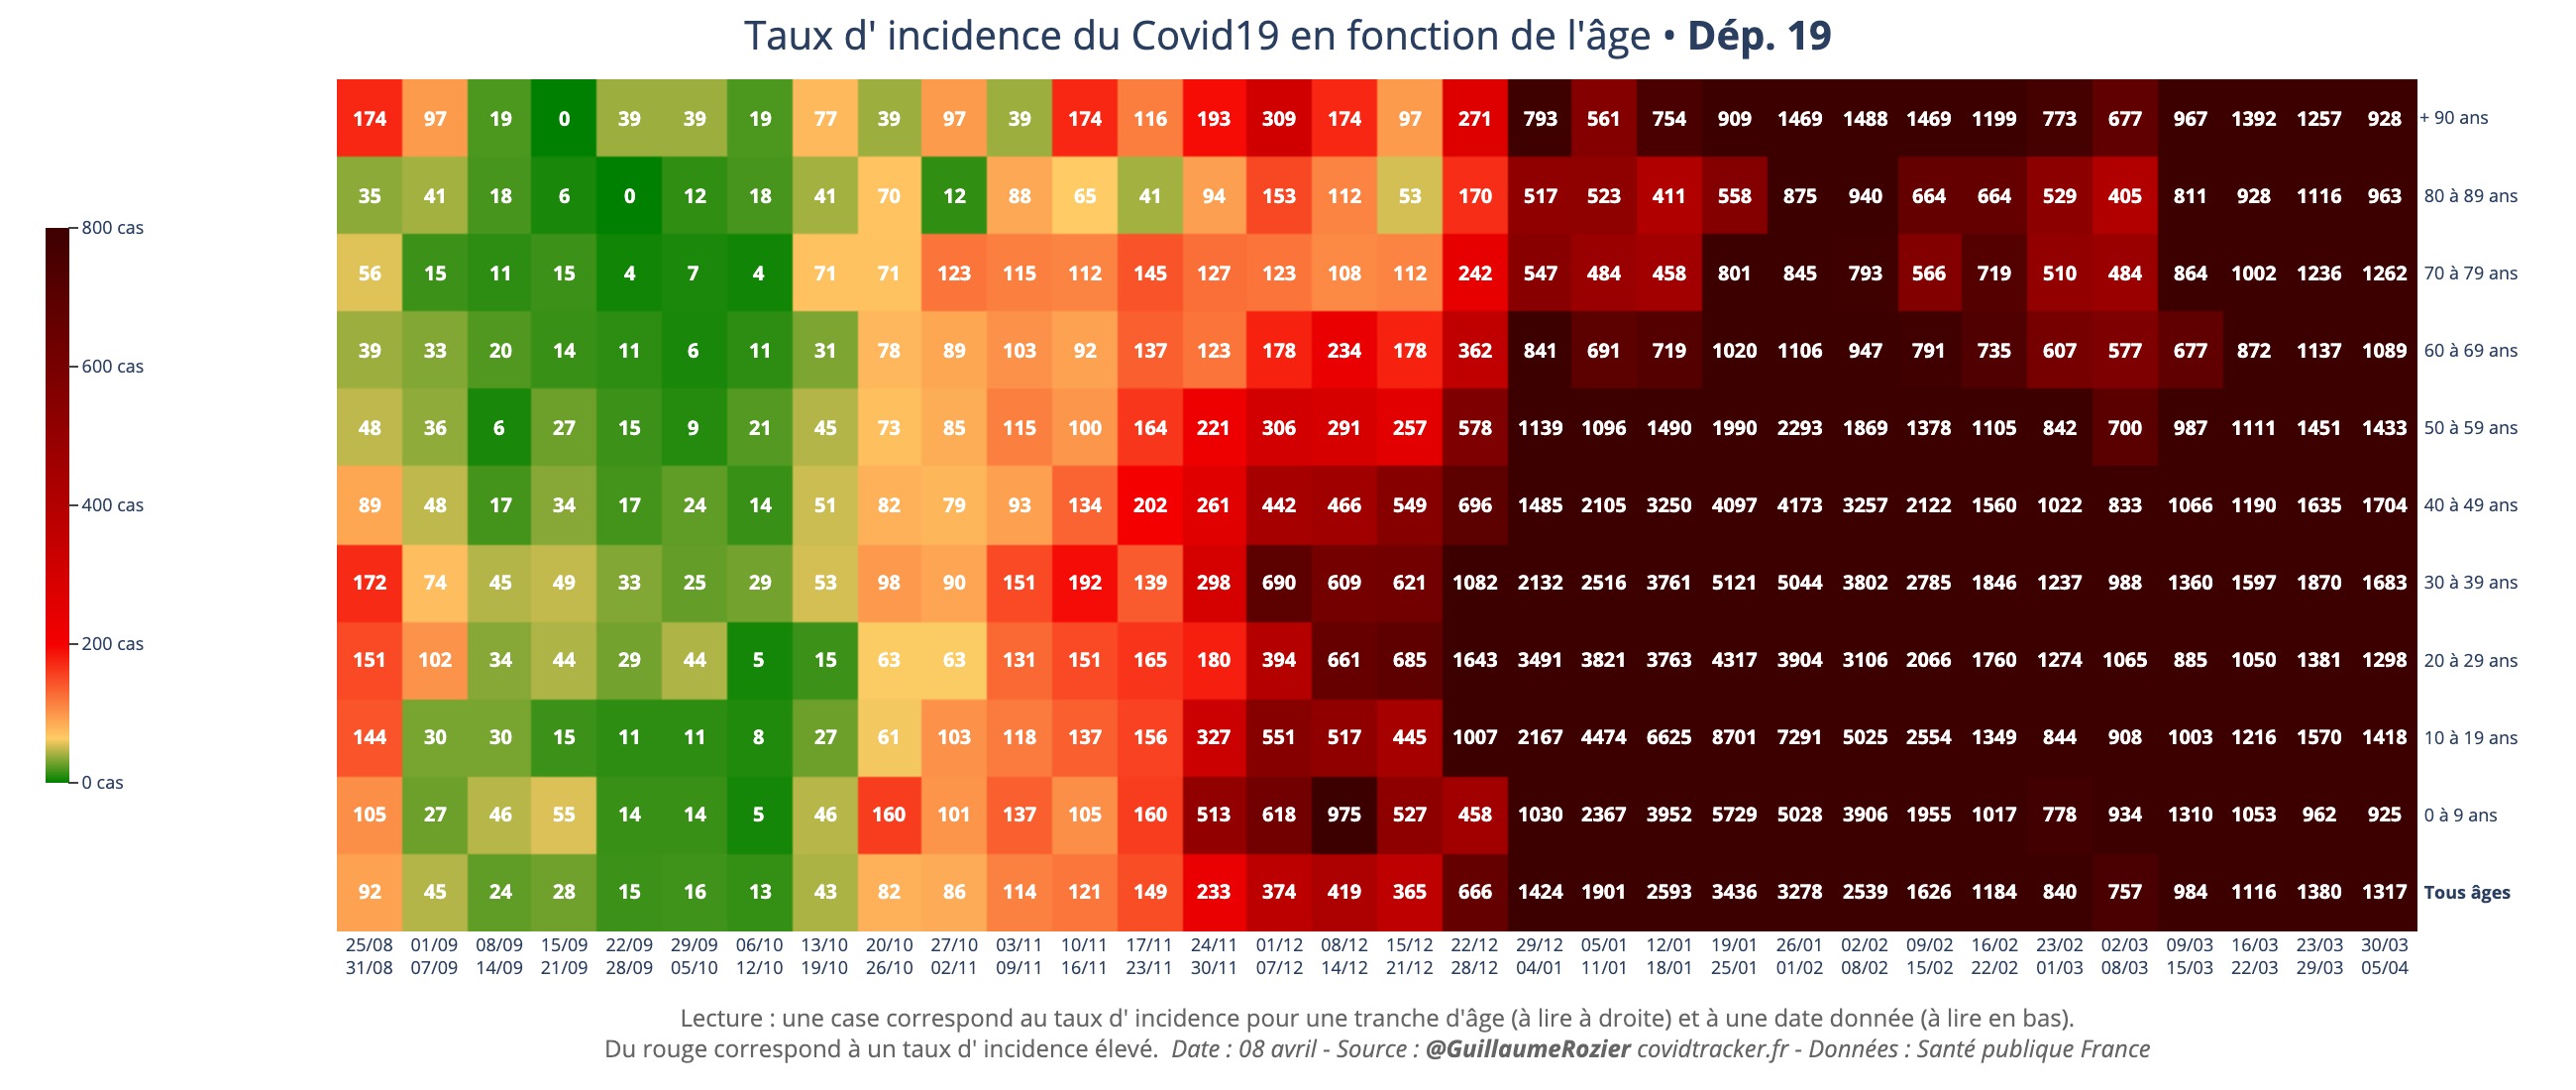 Taux d' incidence du Covid19 en fonction de l'âge • Dép. 19
800 cas
600 cas
400 cas
200 cas
0 cas
174 97 19 0 39 39 19 77 39 97 39 174 116 193 309 174 97 271 793 561 754 909 1469 1488 1469 1199 773 677 967 1392 1257 928 + 90 ans
35 41 18 6 0 12 18 41 70 12 88 65 41 94 153 112 53 170 517 523 411 558 875 940 664 664 529 405 811 928 1116 963 80 à 89 ans
56 15 11 15 4 7 4 71 71 123 115 112 145 127 123 108 112 242 547 484 458 801 845 793 566 719 510 484 864 1002 1236 1262 70 à 79 ans
39 33 20 14 11 6 11 31 78 89 103 92 137 123 178 234 178 362 841 691 719 1020 1106 947 791 735 607 577 677 872 1137 1089 60 à 69 ans
48 36 6 27 15 9 21 45 73 85 115 100 164 221 306 291 257 578 1139 1096 1490 1990 2293 1869 1378 1105 842 700 987 1111 1451 1433 50 à 59 ans
89 48 17 34 17 24 14 51 82 79 93 134 202 261 442 466 549 696 1485 2105 3250 4097 4173 3257 2122 1560 1022 833 1066 1190 1635 1704 40 à 49 ans
172 74 45 49 33 25 29 53 98 90 151 192 139 298 690 609 621 1082 2132 2516 3761 5121 5044 3802 2785 1846 1237 988 1360 1597 1870 1683 30 à 39 ans
151 102 34 44 29 44 5 15 63 63 131 151 165 180 394 661 685 1643 3491 3821 3763 4317 3904 3106 2066 1760 1274 1065 885 1050 1381 1298 20 à 29 ans
144 30 30 15 11 11 8 27 61 103 118 137 156 327 551 517 445 1007 2167 4474 6625 8701 7291 5025 2554 1349 844 908 1003 1216 1570 1418 10 à 19 ans
105 27 46 55 14 14 5 46 160 101 137 105 160 513 618 975 527 458 1030 2367 3952 5729 5028 3906 1955 1017 778 934 1310 1053 962 925 0 à 9 ans
92 45 24 28 15 16 13 43 82 86 114 121 149 233 374 419 365 666 1424 1901 2593 3436 3278 2539 1626 1184 840 757 984 1116 1380 1317 Tous âges
25/08 01/09 08/09 15/09 22/09 29/09 06/10 13/10 20/10 27/10 03/11 10/11 17/11 24/11 01/12 08/12 15/12 22/12 29/12 05/01 12/01 19/01 26/01 02/02 09/02 16/02 23/02 02/03 09/03 16/03 23/03 30/03
31/08 07/09 14/09 21/09 28/09 05/10 12/10 19/10 26/10 02/11 09/11 16/11 23/11 30/11 07/12 14/12 21/12 28/12 04/01 11/01 18/01 25/01 01/02 08/02 15/02 22/02 01/03 08/03 15/03 22/03 29/03 05/04
Lecture : une case correspond au taux d' incidence pour une tranche d'âge (à lire à droite) et à une date donnée (à lire en bas).
Du rouge correspond à un taux d' incidence élevé. Date : 08 avril - Source : @GuillaumeRozier covidtracker.fr - Données : Santé publique France